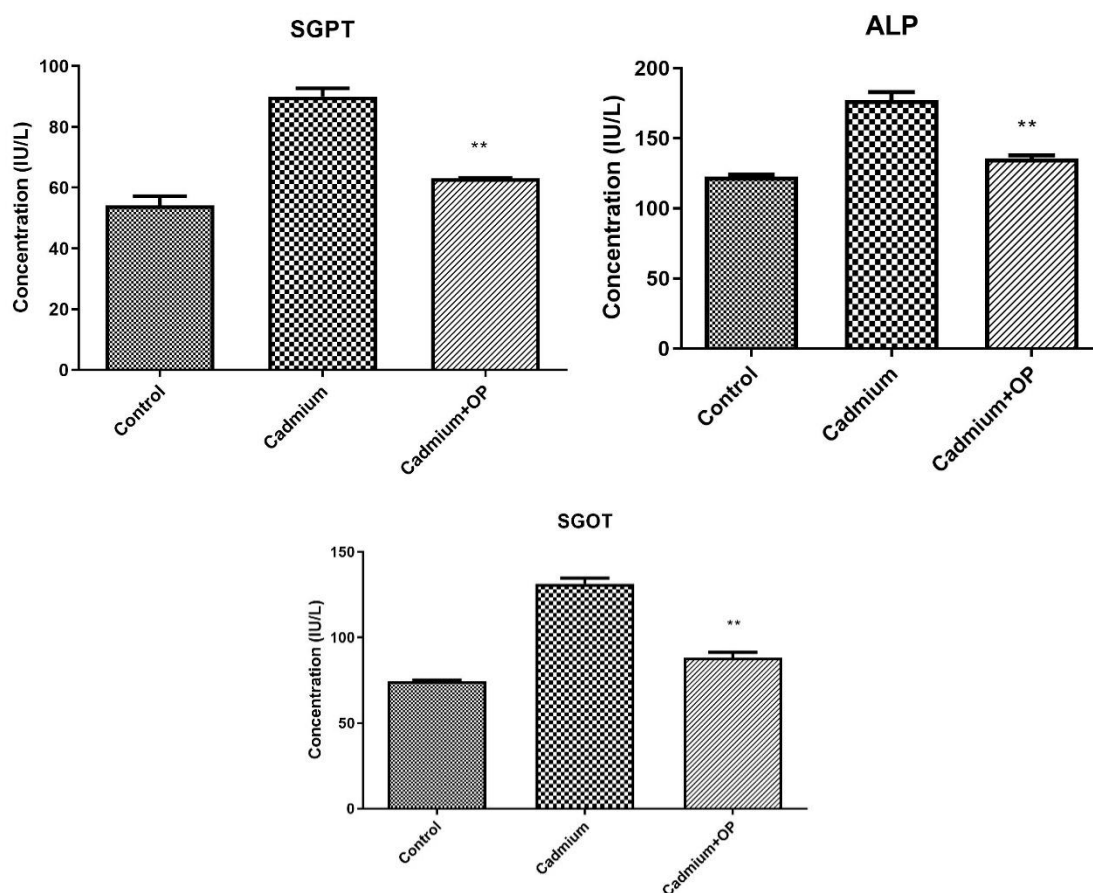 SGPT
Concentration (IU/L)
100
80
60
40
20
0
**
Control
Cadmium
Cadmium+OP
ALP
Concentration (IU/L)
200
150
100
50
0
**
Control
Cadmium
Cadmium+OP
SGOT
Concentration (IU/L)
150
100
50
0
**
Control
Cadmium
Cadmium+OP